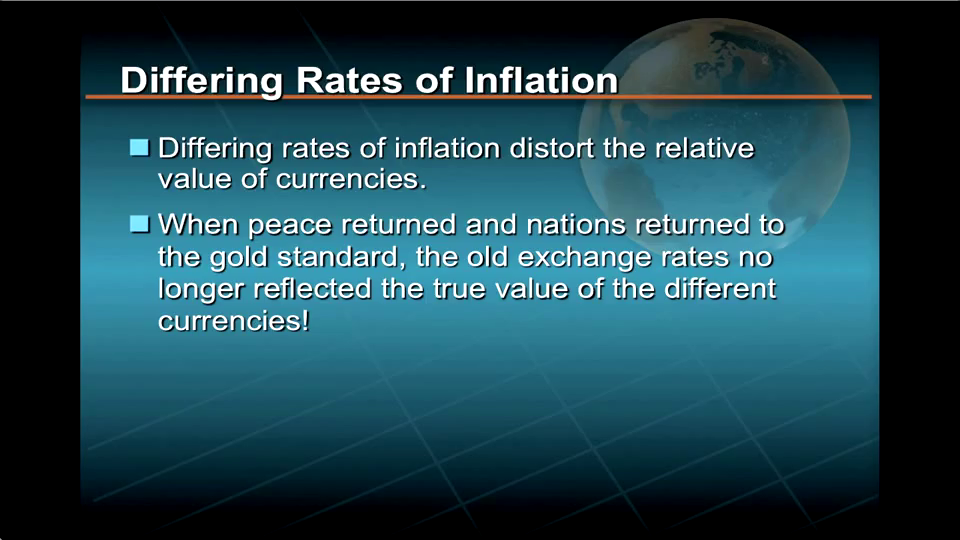 Differing Rates of Inflation
Differing rates of inflation distort the relative
value of currencies.
When peace returned and nations returned to
the gold standard, the old exchange rates no
longer reflected the true value of the different
currencies!